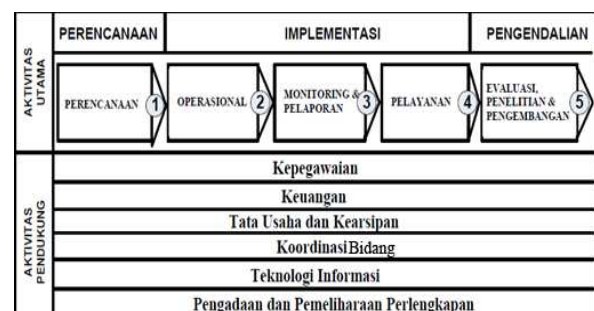 PERENCANAAN
IMPLEMENTASI
PENGENDALIAN
AKTIVITAS
UTAMA
PERENCANAAN 1
OPERASIONAL 2
MONITORING &
PELAPORAN 3
PELAYANAN 4
EVALUASI,
PENELITIAN &
PENGEMBANGAN 5
AKTIVITAS
PENDUKUNG
Kepegawaian
Keuangan
Tata Usaha dan Kearsipan
Koordinasi Bidang
Teknologi Informasi
Pengadaan dan Pemeliharaan Perlengkapan